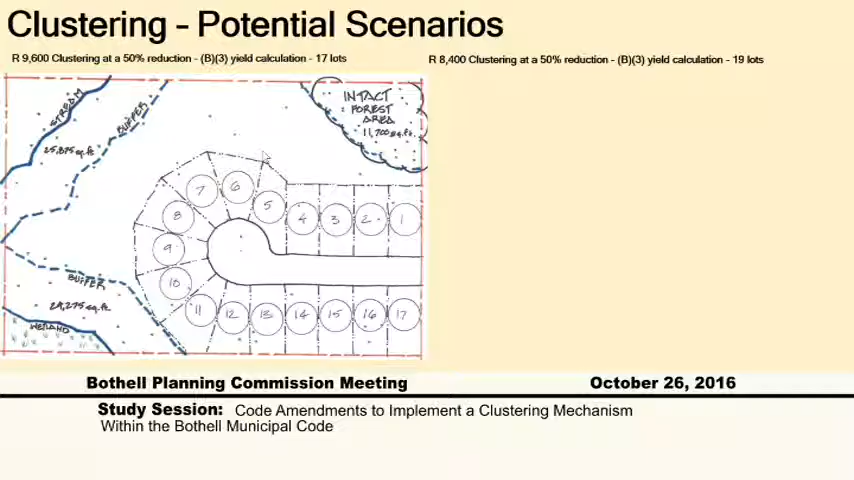 Clustering - Potential Scenarios
R 9,600 Clustering at a 50% reduction - (B)(3) yield calculation - 17 lots
R 8,400 Clustering at a 50% reduction - (B)(3) yield calculation - 19 lots
STREAM
BUFFER
25,875 sq.ft
INTACT
FOREST
AREA
11,700 sq.ft.
7
6
5
8
4
3
2
1
9
10
11
12
13
14
15
16
17
BUFFER
sq.ft
WETLAND
Bothell Planning Commission Meeting
October 26, 2016
Study Session: Code Amendments to Implement a Clustering Mechanism
Within the Bothell Municipal Code